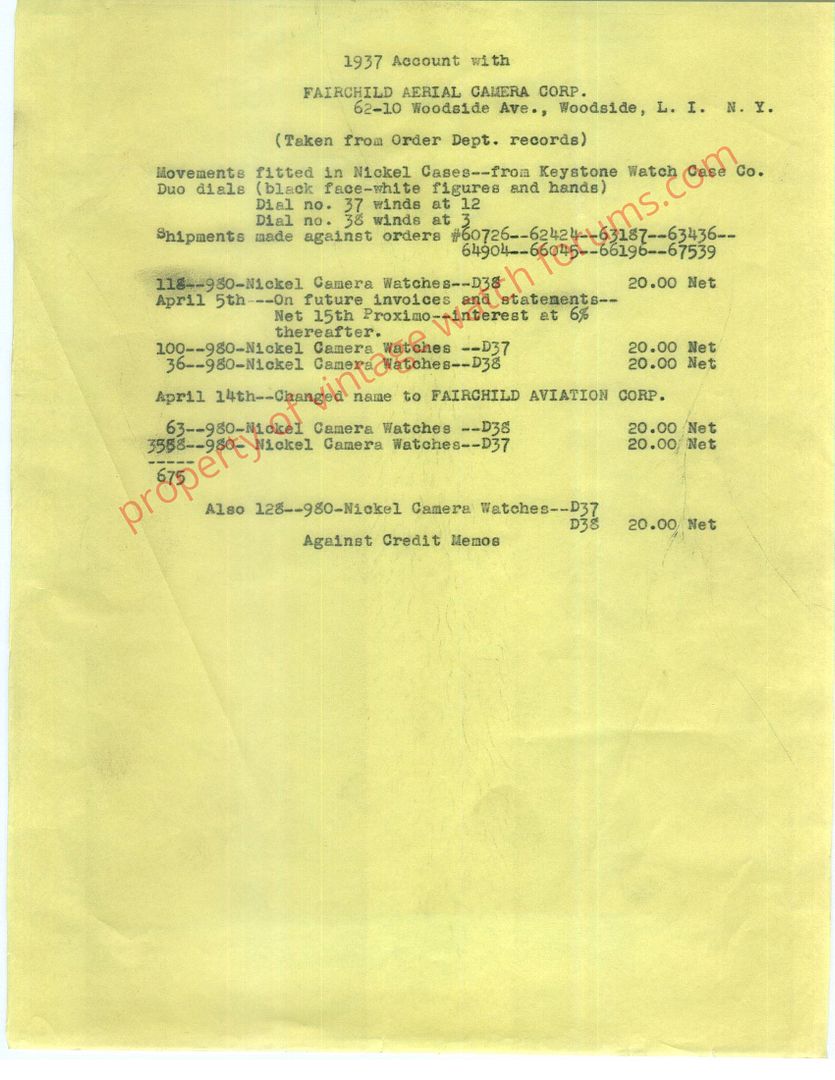 1937 Account with
FAIRCHILD AERIAL CAMERA CORP.
62-10 Woodside Ave., Woodside, L. I. N. Y.
(Taken from Order Dept. records)
Movements fitted in Nickel Cases--from Keystone Watch Case Co.
Duo dials (black face-white figures and hands)
Dial no. 37 winds at 12
Dial no. 38 winds at 3
Shipments made against orders #60726--62424--63187--63436--
64904--66045--66196--67539
118--980-Nickel Camera Watches--D38 20.00 Net
April 5th ---On future invoices and statements--
Net 15th Proximo--interest at 6%
thereafter.
100--980-Nickel Camera Watches --D37 20.00 Net
36--980-Nickel Camera Watches--D38 20.00 Net
April 14th--Changed name to FAIRCHILD AVIATION CORP.
63--980-Nickel Camera Watches --D38 20.00 Net
3558--980- Nickel Camera Watches--D37 20.00 Net
-----
675
Also 128--980-Nickel Camera Watches--D37
D38 20.00 Net
Against Credit Memos
property of vintage watch forums.com